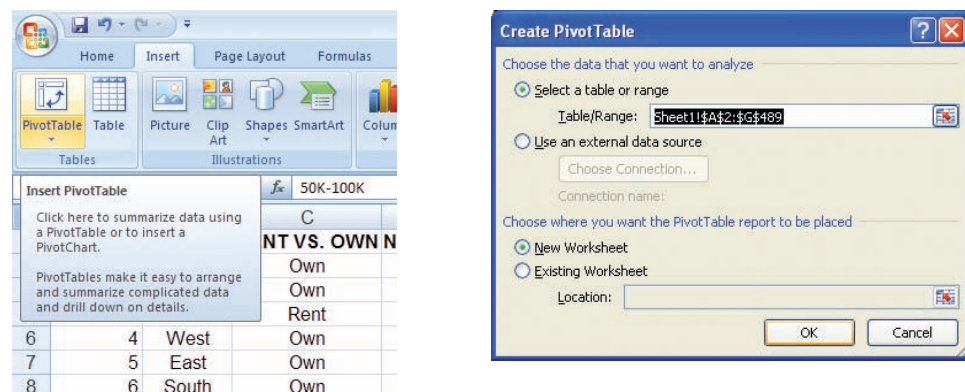 Home Insert Page Layout Formulas
PivotTable Table Picture Clip Art Shapes SmartArt Colum
Tables Illustrations
Insert PivotTable
Click here to summarize data using
a PivotTable or to insert a
PivotChart.
PivotTables make it easy to arrange
and summarize complicated data
and drill down on details.
fx 50K-100K
C
NT VS. OWN N
Own
Own
Rent
6 4 West Own
7 5 East Own
8 6 South Own
Create PivotTable
Choose the data that you want to analyze
Select a table or range
Table/Range: Sheet1!$A$2:$G$489
Use an external data source
Choose Connection...
Connection name:
Choose where you want the PivotTable report to be placed
New Worksheet
Existing Worksheet
Location:
OK Cancel